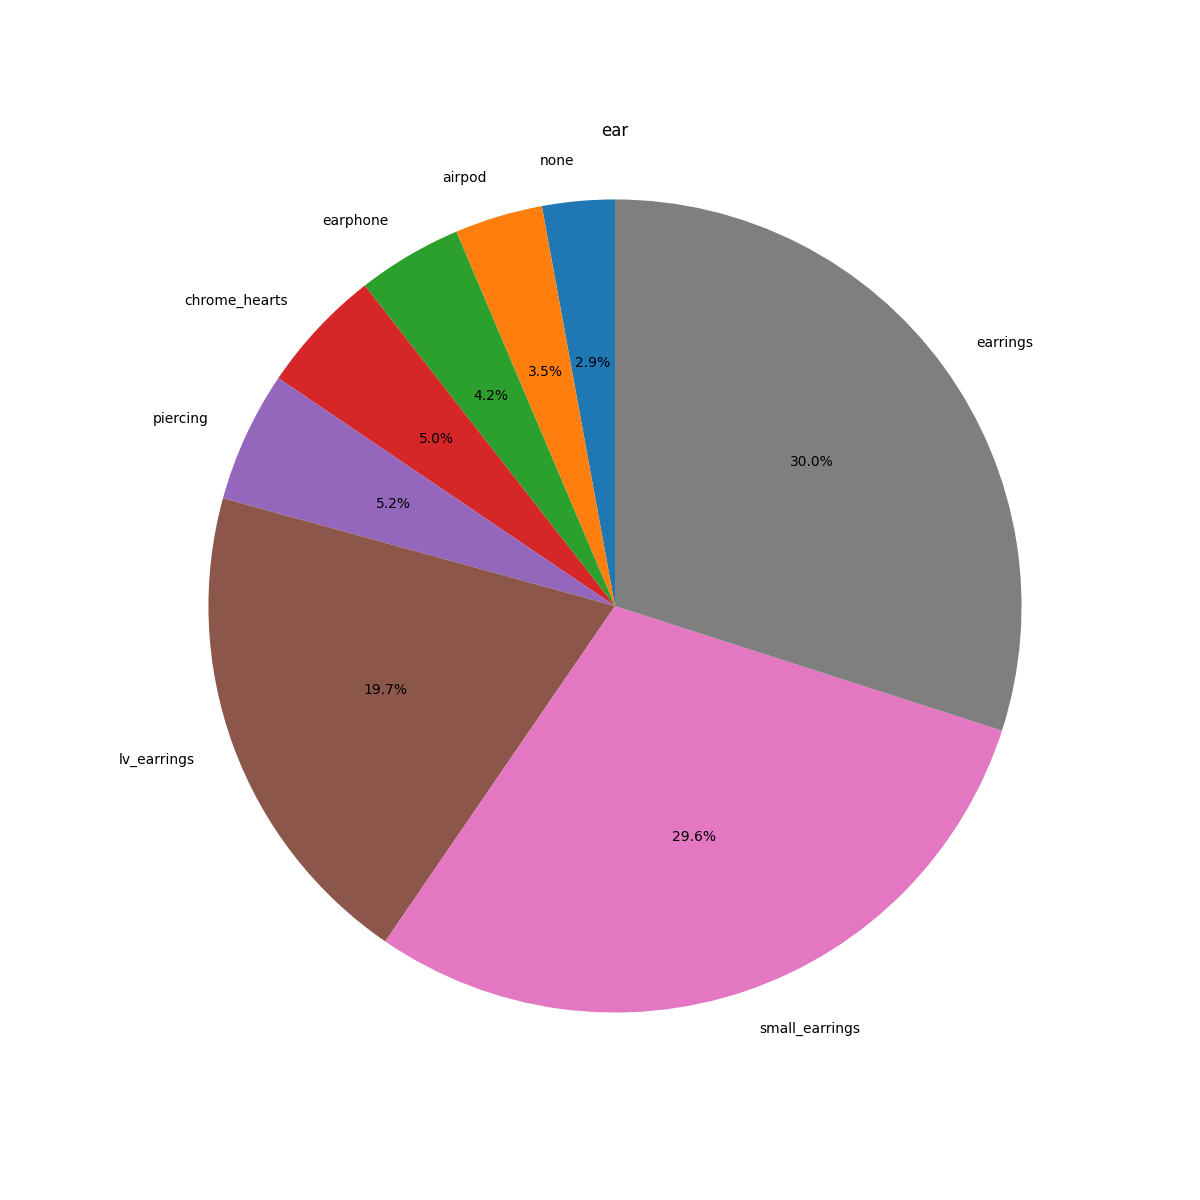 ear
none
airpod
earphone
chrome_hearts
piercing
lv_earrings
small_earrings
earrings
2.9%
3.5%
4.2%
5.0%
5.2%
19.7%
29.6%
30.0%